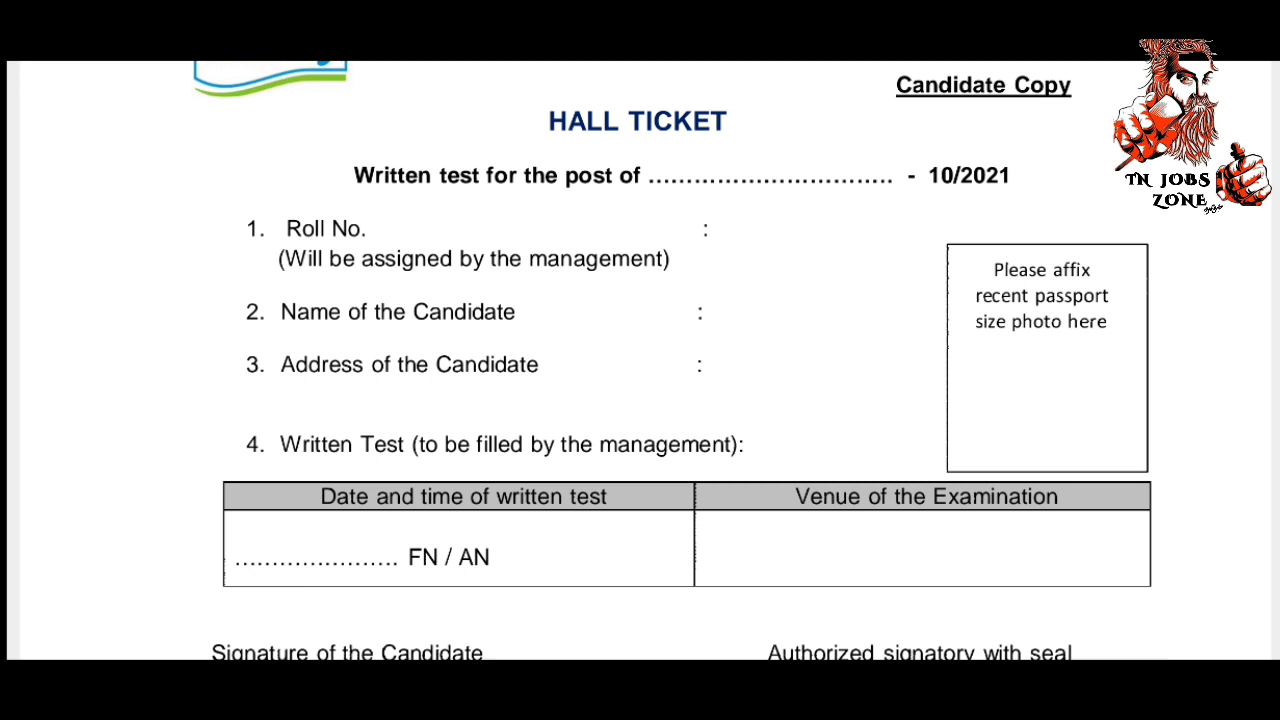 Candidate Copy
HALL TICKET
Written test for the post of ................................. - 10/2021
1. Roll No. :
(Will be assigned by the management)
2. Name of the Candidate :
3. Address of the Candidate :
4. Written Test (to be filled by the management):
Please affix
recent passport
size photo here
Date and time of written test Venue of the Examination
...................... FN / AN
Signature of the Candidate Authorized signatory with seal
TN JOBS
ZONE